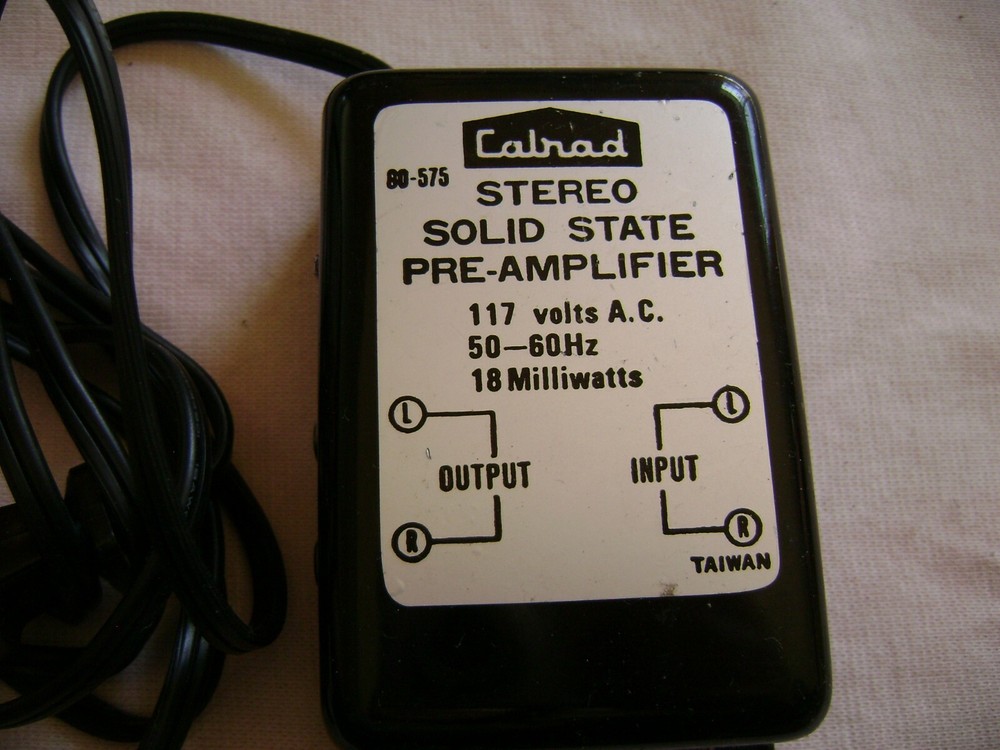 Calrad
80-575
STEREO
SOLID STATE
PRE-AMPLIFIER
117 volts A.C.
50-60Hz
18 Milliwatts
L L
OUTPUT INPUT
R R
TAIWAN